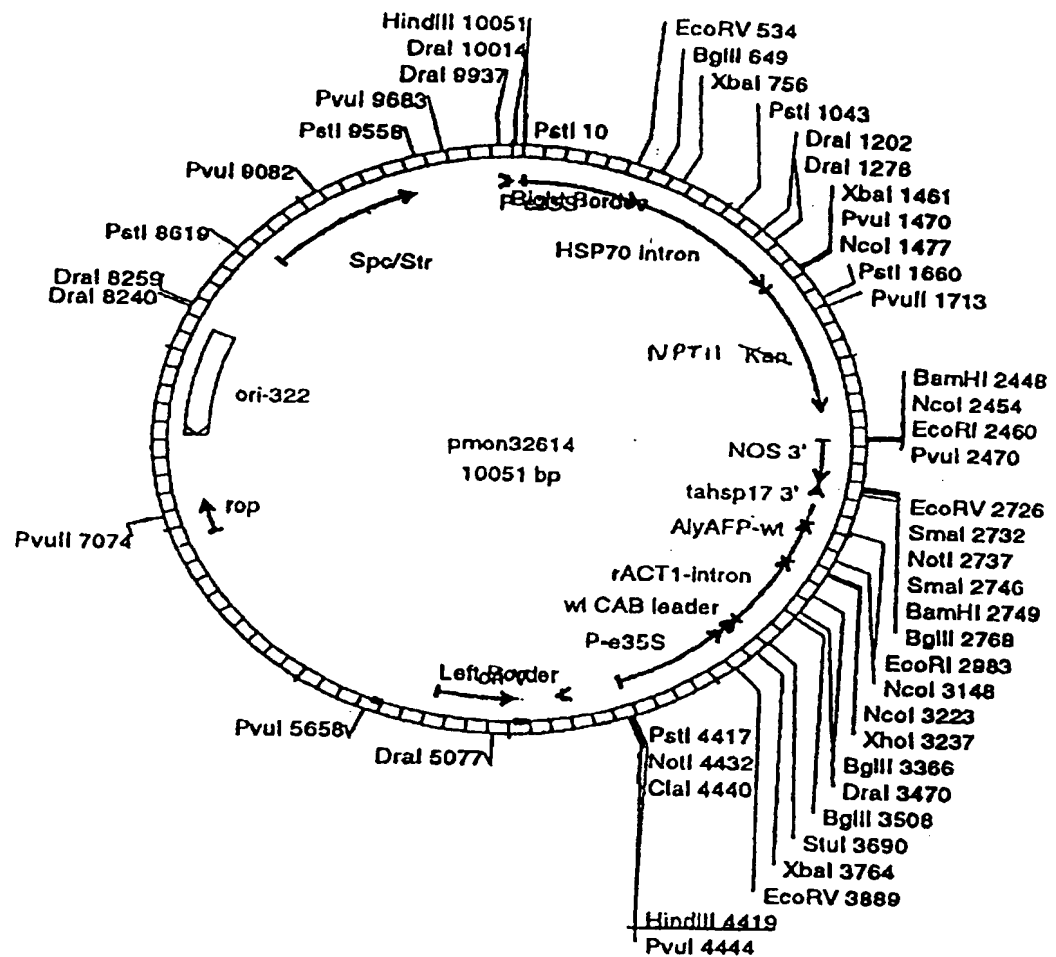 HindIII 10051
DraI 10014
DraI 9937
PvuI 9683
PstI 9558
PvuI 9082
PstI 8619
DraI 8259
DraI 8240
PvuII 7074
PvuI 5658
DraI 5077
PstI 10
EcoRV 534
BglII 649
XbaI 756
PstI 1043
DraI 1202
DraI 1276
XbaI 1461
PvuI 1470
NcoI 1477
PstI 1660
PvuII 1713
BamHI 2448
NcoI 2454
EcoRI 2460
PvuI 2470
EcoRV 2726
SmaI 2732
NotI 2737
SmaI 2746
BamHI 2749
BglII 2768
EcoRI 2983
NcoI 3148
NcoI 3223
XhoI 3237
BglII 3366
DraI 3470
BglII 3508
StuI 3690
XbaI 3764
EcoRV 3889
PstI 4417
NotI 4432
ClaI 4440
HindIII 4419
PvuI 4444
Right Border
HSP70 intron
NPTII Kan
NOS 3'
tahsp17 3'
AlyAFP-wt
rACT1-intron
wt CAB leader
P-e35S
Left Border
Spc/Str
ori-322
rop
pmon32614
10051 bp